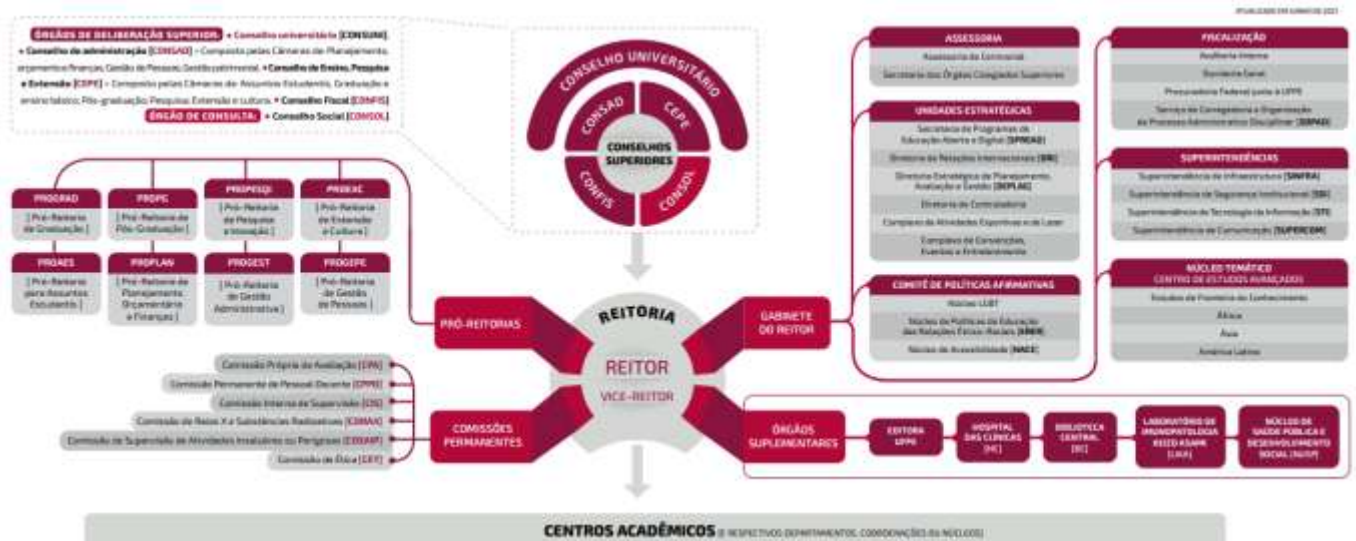 ATUALIZADO EM JUNHO DE 2021
ÓRGÃOS DE DELIBERAÇÃO SUPERIOR: • Conselho universitário [CONSUNI].
• Conselho de administração [CONSAD] – Composto pelas Câmaras de Planejamento,
orçamento e finanças; Gestão de Pessoas; Gestão patrimonial. • Conselho de Ensino, Pesquisa
e Extensão [CEPE] – Composto pelas Câmaras de Assuntos Estudantis, Graduação e
ensino básico; Pós-graduação; Pesquisa; Extensão e cultura. • Conselho Fiscal [CONFIS]
ÓRGÃO DE CONSULTA: • Conselho Social [CONSOL]
CONSELHO UNIVERSITÁRIO
CONSAD
CEPE
CONSELHOS
SUPERIORES
CONFIS
CONSOL
PROGRAD
[ Pró-Reitoria
de Graduação ]
PROPG
[ Pró-Reitoria de
Pós-Graduação ]
PROPESQI
[ Pró-Reitoria
de Pesquisa
e Inovação ]
PROEXC
[ Pró-Reitoria
de Extensão
e Cultura ]
PROAES
[ Pró-Reitoria
para Assuntos
Estudantis ]
PROPLAN
[ Pró-Reitoria de
Planejamento
Orçamentário
e Finanças ]
PROGEST
[ Pró-Reitoria
de Gestão
Administrativa ]
PROGEPE
[ Pró-Reitoria
de Gestão
de Pessoas ]
PRÓ-REITORIAS
Comissão Própria de Avaliação [CPA]
Comissão Permanente de Pessoal Docente [CPPD]
Comissão Interna de Supervisão [CIS]
Comissão de Raios X e Substâncias Radioativas
Comissão de Supervisão de Atividades Insalubres ou Perigosas
Comissão de Ética
COMISSÕES
PERMANENTES
REITORIA
REITOR
VICE-REITOR
GABINETE
DO REITOR
ASSESSORIA
Assessoria do Cerimonial
Secretaria dos Órgãos Colegiados Superiores
UNIDADES ESTRATÉGICAS
Secretaria de Programas de
Educação Aberta e Digital [SPREAD]
Diretoria de Relações Internacionais [DRI]
Diretoria Estratégica de Planejamento,
Avaliação e Gestão [DEPLAG]
Diretoria de Controladoria
Complexo de Atividades Esportivas e de Lazer
Complexo de Convenções,
Eventos e Entretenimento
COMITÊ DE POLÍTICAS AFIRMATIVAS
Núcleo LGBT
Núcleo de Políticas de Educação
das Relações Étnico-Raciais [ERER]
Núcleo de Acessibilidade [NACE]
FISCALIZAÇÃO
Auditoria Interna
Ouvidoria Geral
Procuradoria Federal junto à UFPE
Serviço de Corregedoria e Organização
de Processo Administrativo Disciplinar [SOPAD]
SUPERINTENDÊNCIAS
Superintendência de Infraestrutura [SINFRA]
Superintendência de Segurança Institucional [SSI]
Superintendência de Tecnologia da Informação [STI]
Superintendência de Comunicação [SUPERCOM]
NÚCLEO TEMÁTICO
CENTRO DE ESTUDOS AVANÇADOS
Estudos de Fronteira do Conhecimento
África
Ásia
América Latina
ÓRGÃOS
SUPLEMENTARES
EDITORA
UFPE
HOSPITAL
DAS CLÍNICAS
[HC]
BIBLIOTECA
CENTRAL
[BC]
LABORATÓRIO DE
IMUNOPATOLOGIA
KEIZO ASAMI
[LIKA]
NÚCLEO DE
SAÚDE PÚBLICA E
DESENVOLVIMENTO
SOCIAL [NUSP]
CENTROS ACADÊMICOS (E RESPECTIVOS DEPARTAMENTOS, COORDENAÇÕES OU NÚCLEOS)